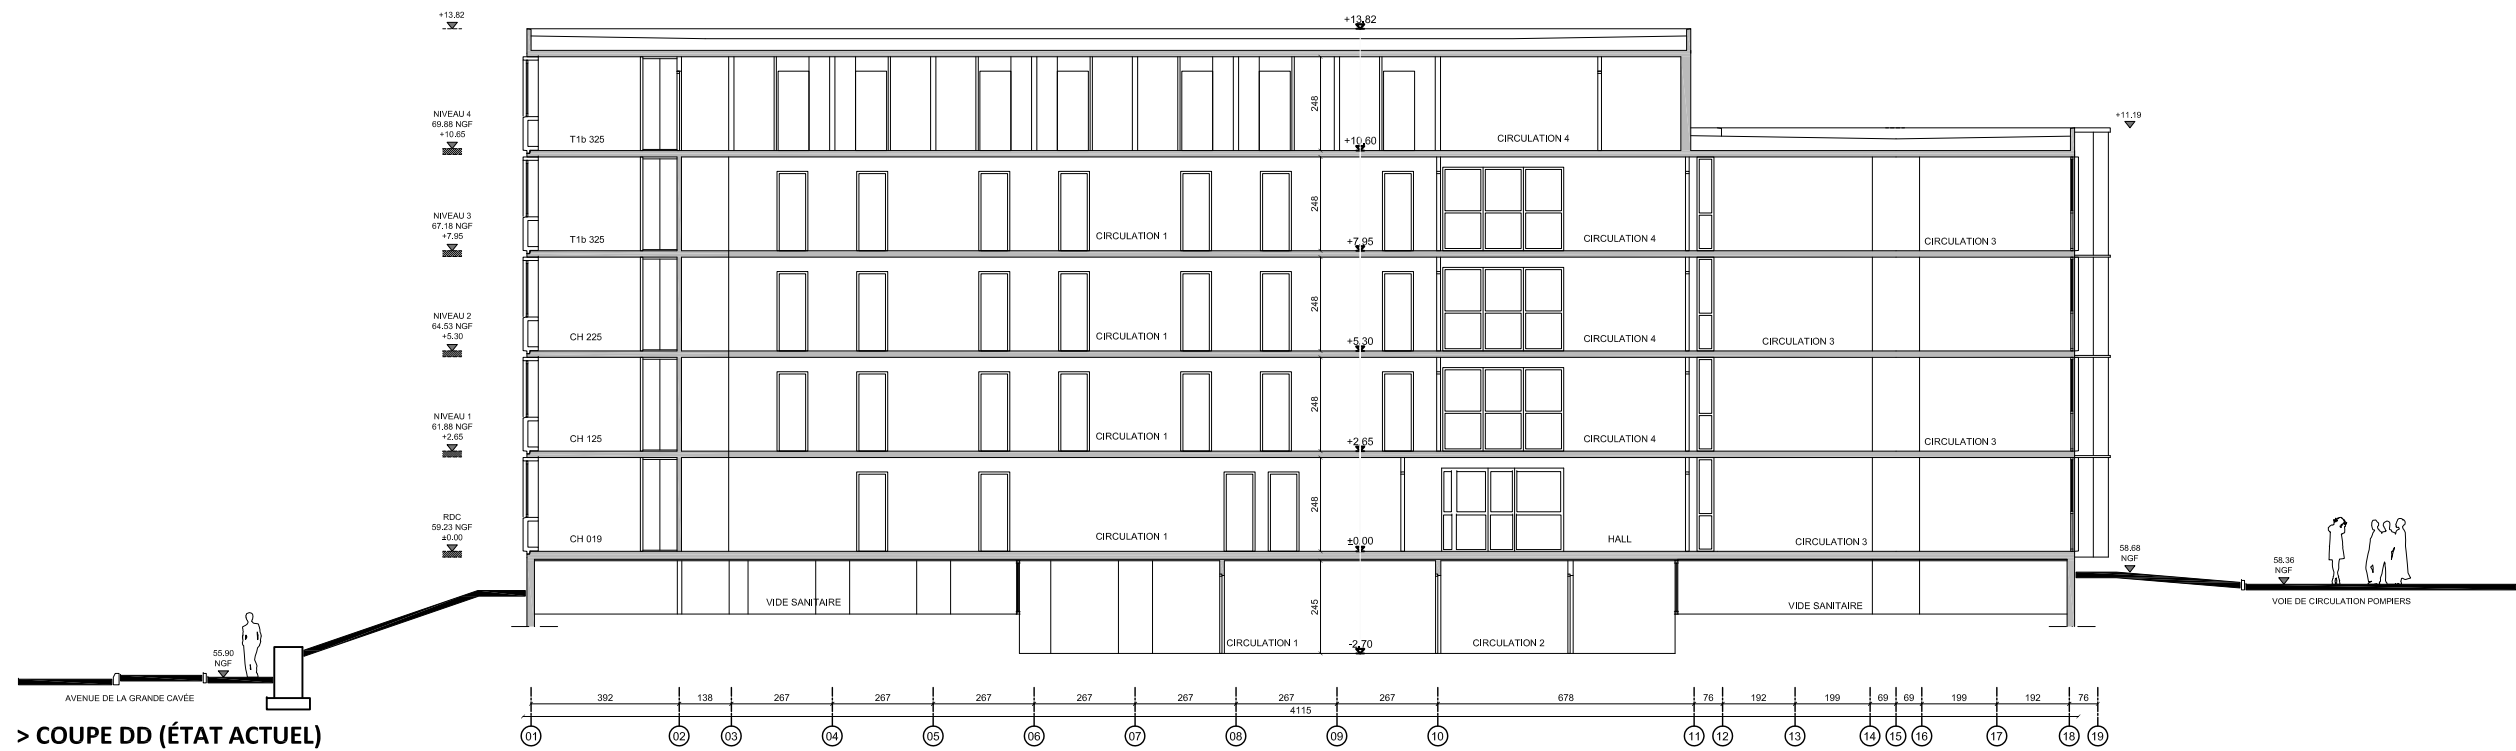 +13.82
+13.82
NIVEAU 4
69.88 NGF
+10.65
248
T1b 325
+10.60
CIRCULATION 4
+11.19
NIVEAU 3
67.18 NGF
+7.95
248
T1b 325
CIRCULATION 1
+7.95
CIRCULATION 4
CIRCULATION 3
NIVEAU 2
64.53 NGF
+5.30
248
CH 225
CIRCULATION 1
+5.30
CIRCULATION 4
CIRCULATION 3
NIVEAU 1
61.88 NGF
+2.65
248
CH 125
CIRCULATION 1
+2.65
CIRCULATION 4
CIRCULATION 3
RDC
59.23 NGF
±0.00
248
CH 019
CIRCULATION 1
±0.00
HALL
CIRCULATION 3
58.68
NGF
58.36
NGF
VIDE SANITAIRE
245
VIDE SANITAIRE
VOIE DE CIRCULATION POMPIERS
CIRCULATION 1
-2.70
CIRCULATION 2
55.90
NGF
AVENUE DE LA GRANDE CAVÉE
392 138 267 267 267 267 267 267 267 678 76 192 199 69 69 199 192 76
4115
> COUPE DD (ÉTAT ACTUEL)
01 02 03 04 05 06 07 08 09 10 11 12 13 14 15 16 17 18 19